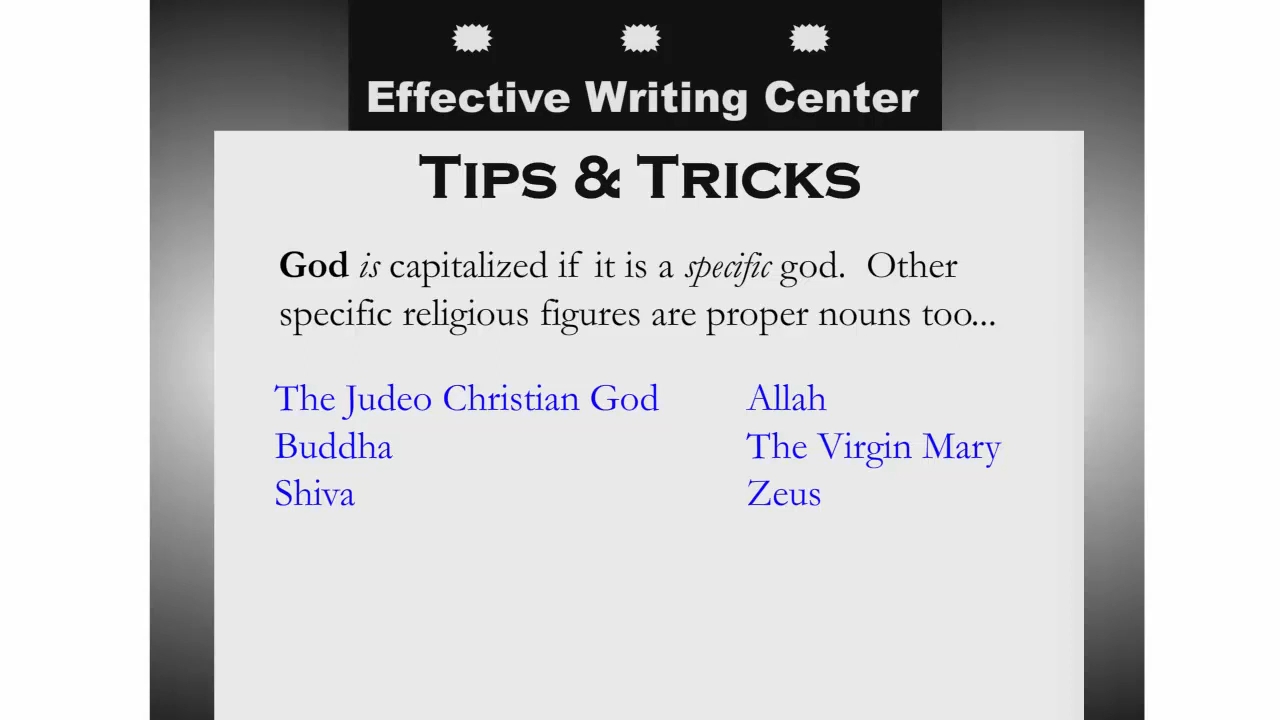 Effective Writing Center
Tips & Tricks
God is capitalized if it is a specific god. Other
specific religious figures are proper nouns too...
The Judeo Christian God
Buddha
Shiva
Allah
The Virgin Mary
Zeus